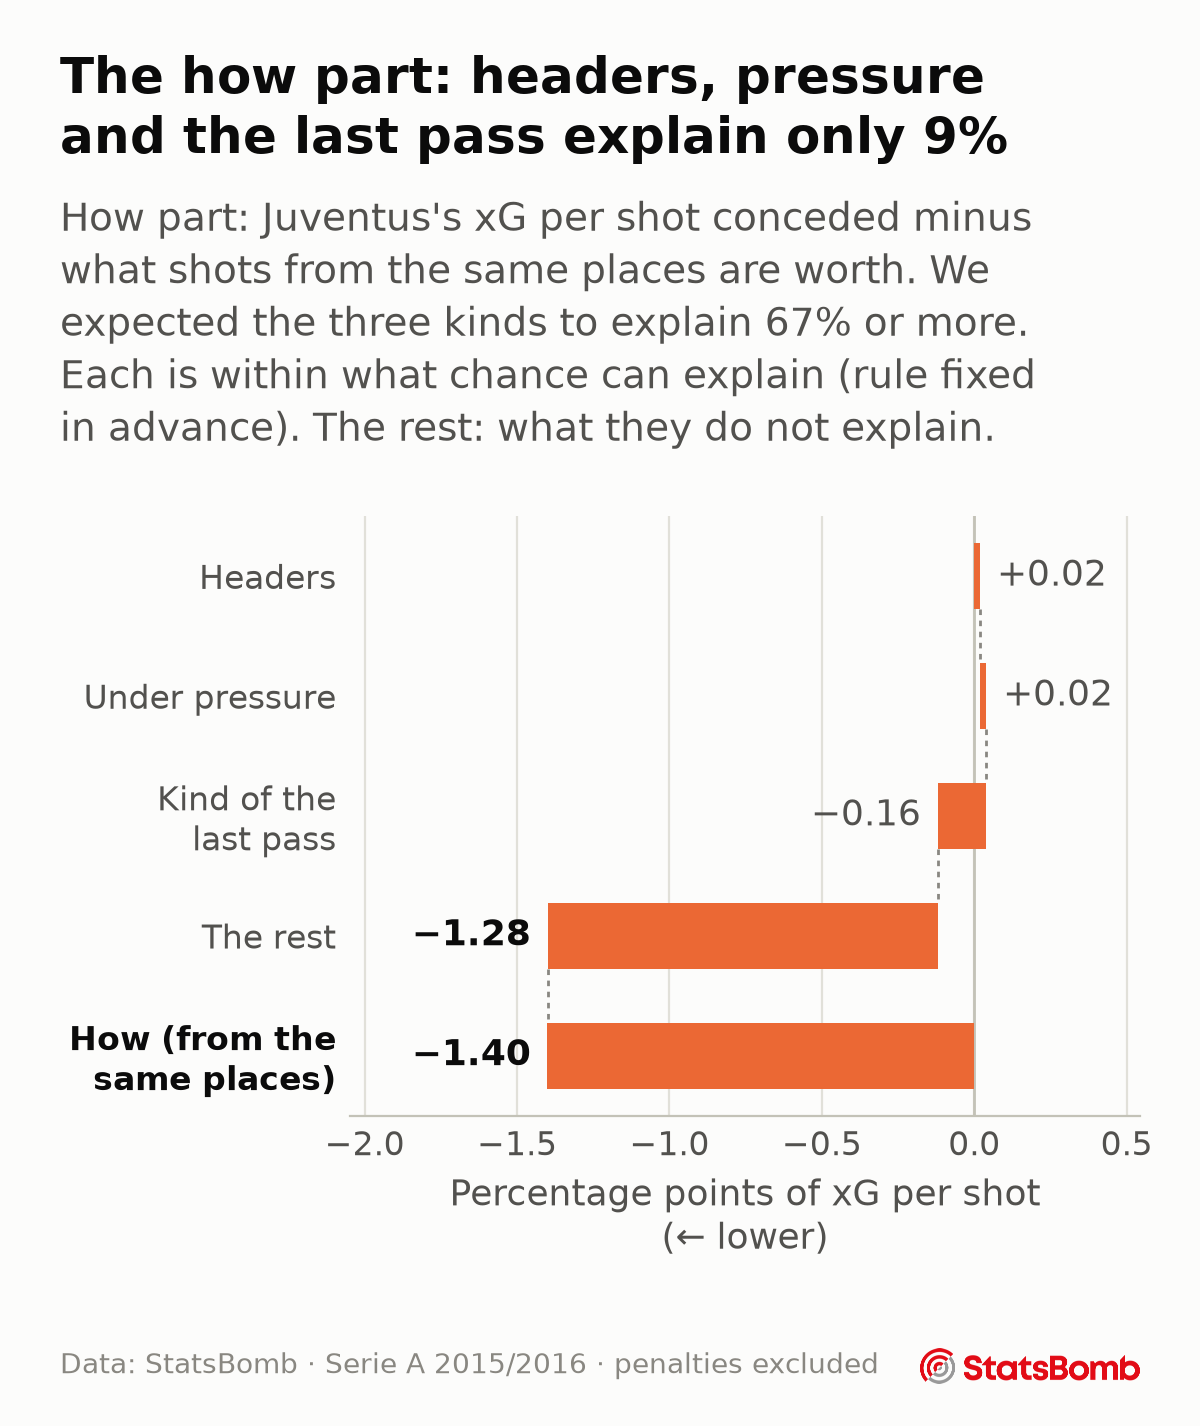 The how part: headers, pressure
and the last pass explain only 9%
How part: Juventus's xG per shot conceded minus
what shots from the same places are worth. We
expected the three kinds to explain 67% or more.
Each is within what chance can explain (rule fixed
in advance). The rest: what they do not explain.
Headers
+0.02
Under pressure
+0.02
Kind of the
last pass
−0.16
The rest
−1.28
How (from the
same places)
−1.40
−2.0 −1.5 −1.0 −0.5 0.0 0.5
Percentage points of xG per shot
(← lower)
Data: StatsBomb · Serie A 2015/2016 · penalties excluded
StatsBomb